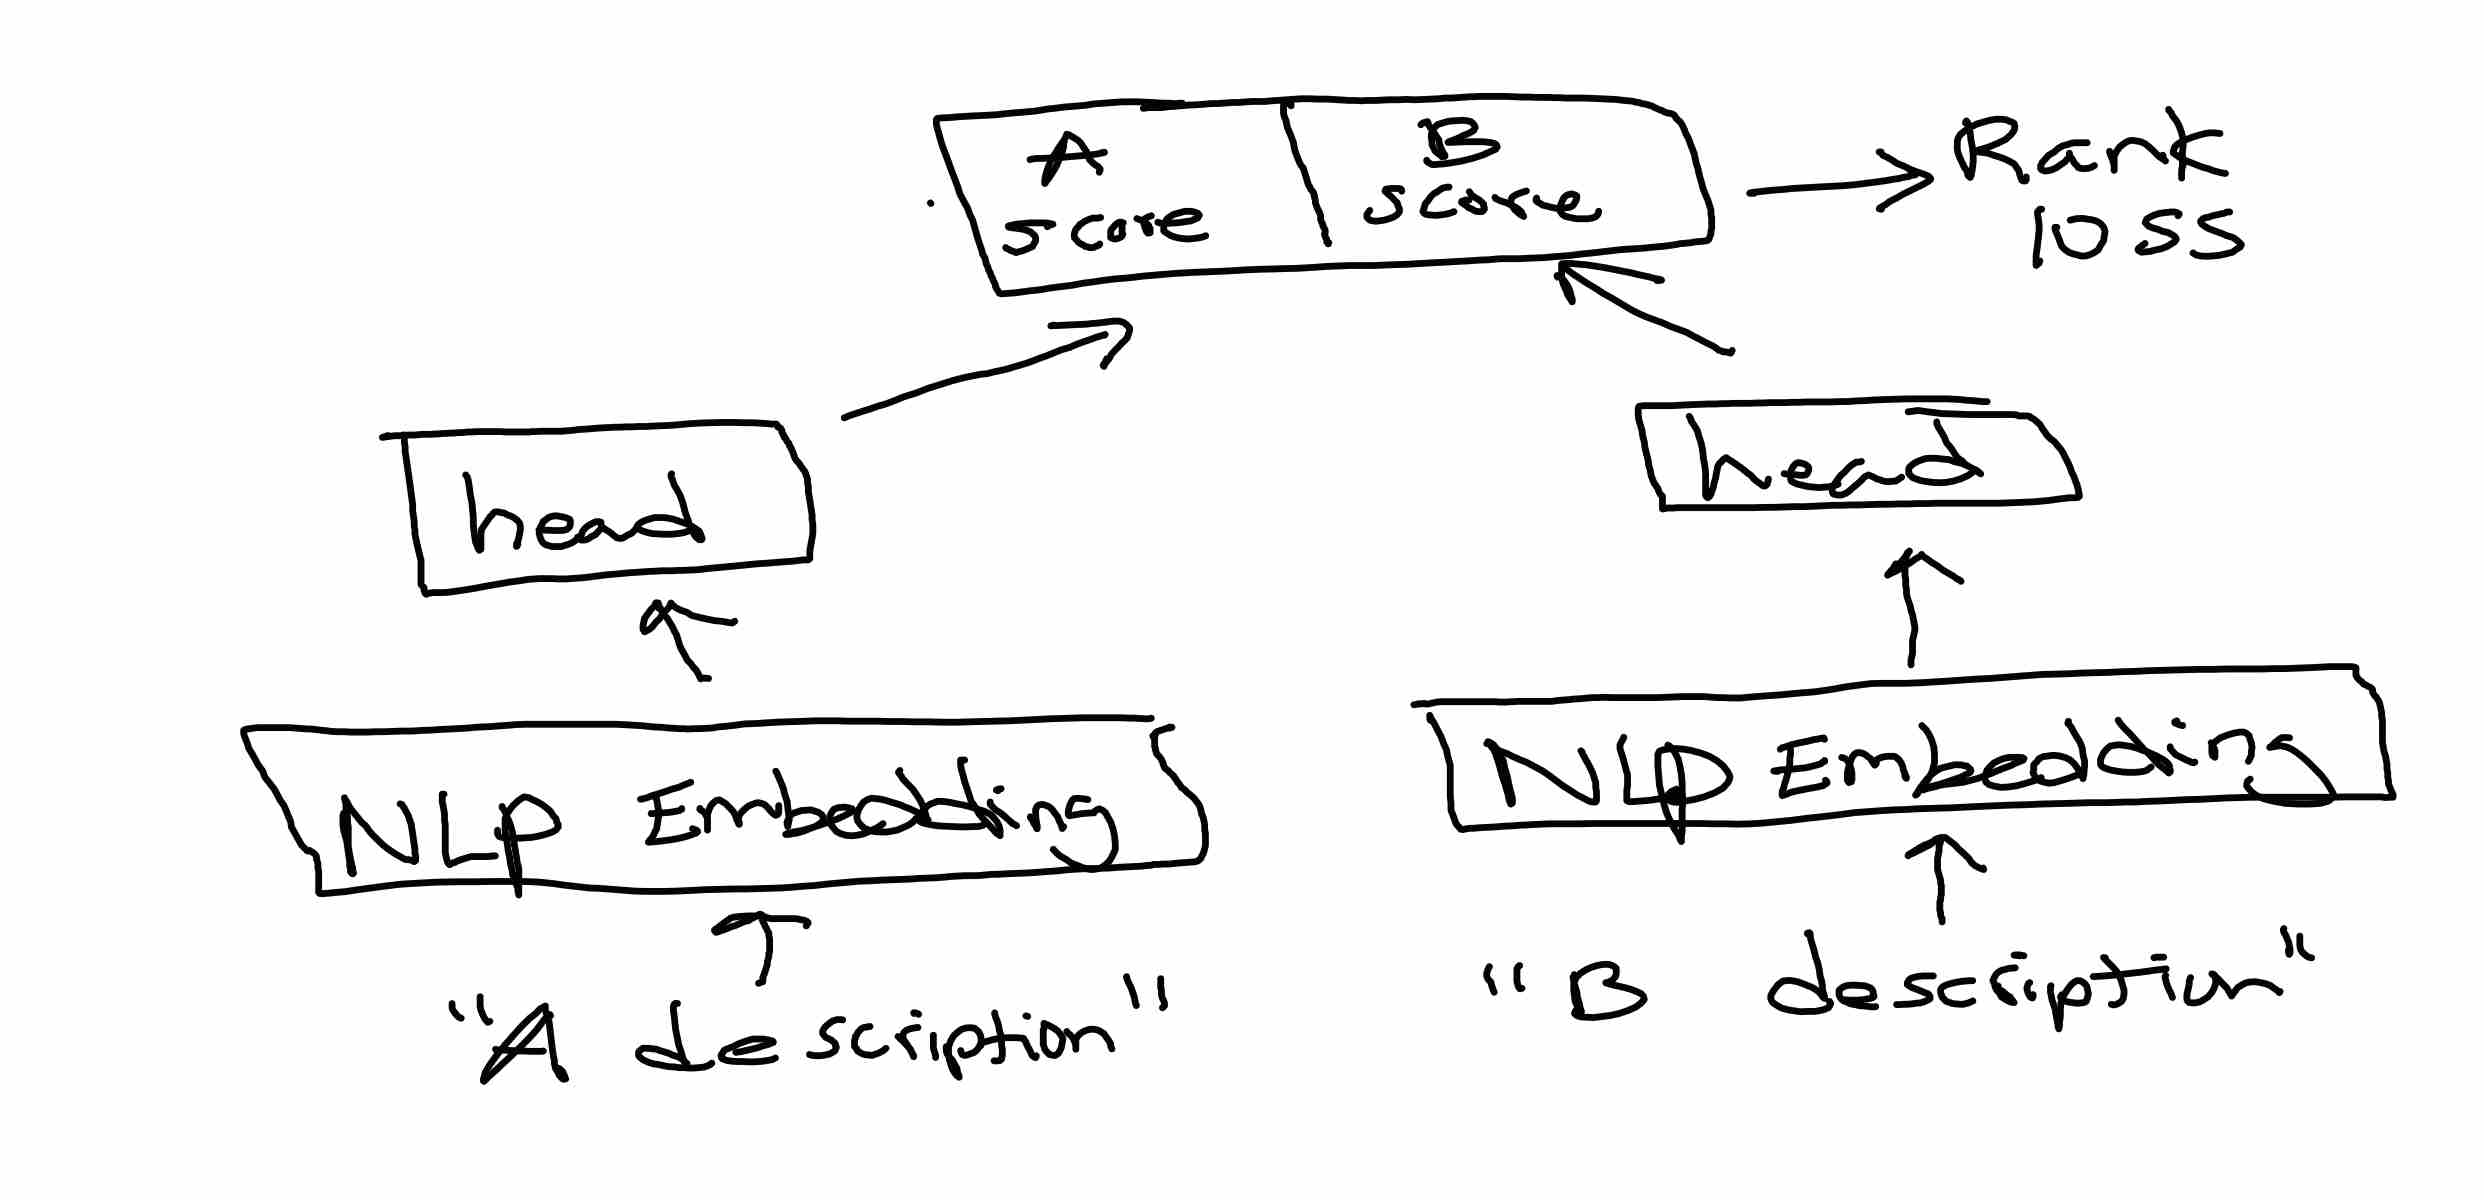 A
score
B
score
Rank
loss
head
head
NLP Embedding
NLP Embedding
"A description"
"B description"